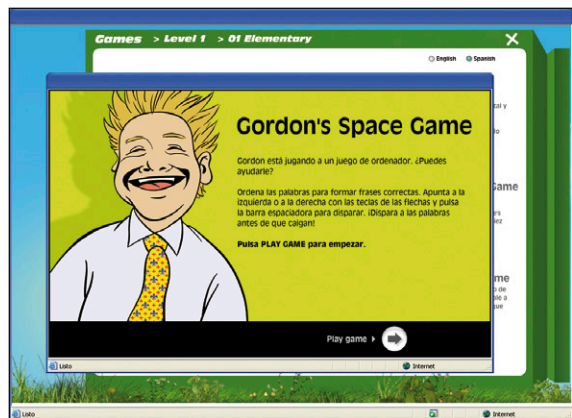 Games > Level 1 > 01 Elementary
English Spanish
Gordon's Space Game
Gordon está jugando a un juego de ordenador. ¿Puedes
ayudarle?
Ordena las palabras para formar frases correctas. Apunta a la
izquierda o a la derecha con las teclas de las flechas y pulsa
la barra espaciadora para disparar. ¡Dispara a las palabras
antes de que caigan!
Pulsa PLAY GAME para empezar.
Play game
Listo
Internet
Listo
Internet